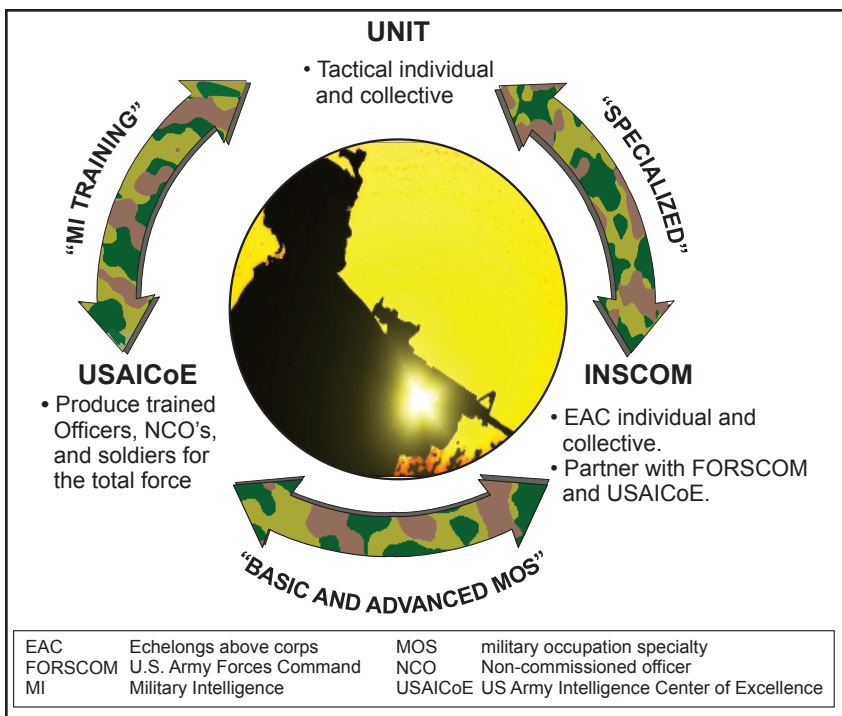 UNIT
• Tactical individual
and collective
“MI TRAINING”
“SPECIALIZED”
USAICoE
• Produce trained
Officers, NCO’s,
and soldiers for
the total force
INSCOM
• EAC individual and
collective.
• Partner with FORSCOM
and USAICoE.
“BASIC AND ADVANCED MOS”
EAC Echelongs above corps MOS military occupation specialty
FORSCOM U.S. Army Forces Command NCO Non-commissioned officer
MI Military Intelligence USAICoE US Army Intelligence Center of Excellence